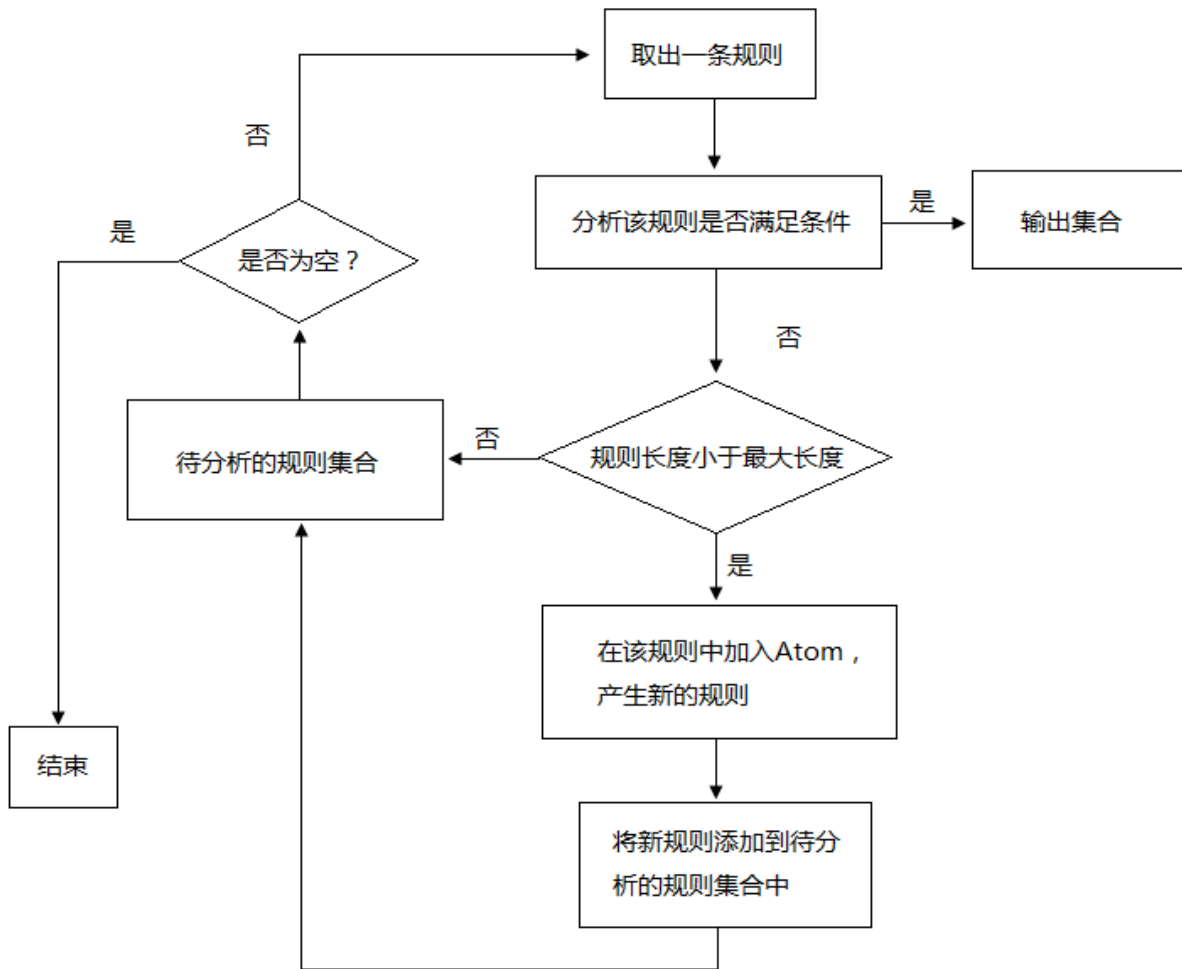 取出一条规则
否
分析该规则是否满足条件
是
输出集合
是
是否为空？
否
待分析的规则集合
否
规则长度小于最大长度
是
在该规则中加入Atom，
产生新的规则
结束
将新规则添加到待分
析的规则集合中